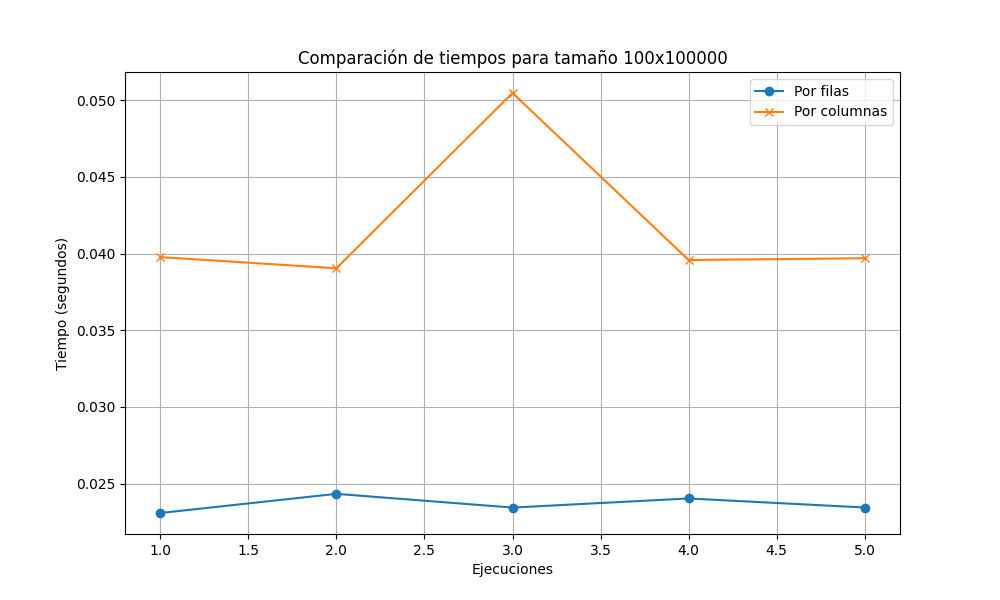 Comparación de tiempos para tamaño 100x100000
Por filas
Por columnas
Tiempo (segundos)
0.050
0.045
0.040
0.035
0.030
0.025
1.0 1.5 2.0 2.5 3.0 3.5 4.0 4.5 5.0
Ejecuciones